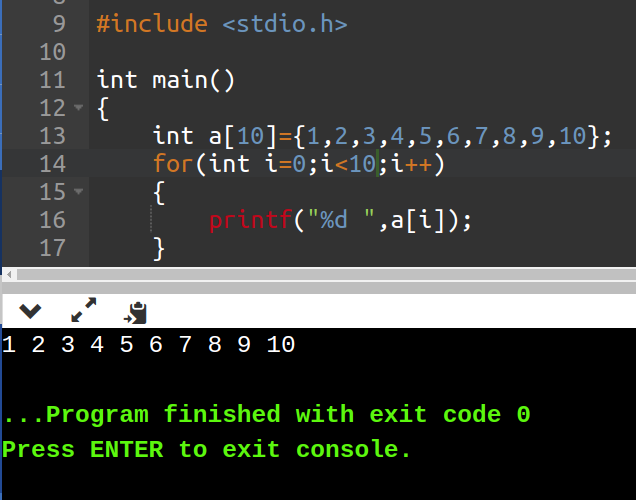 9 #include <stdio.h>
10
11 int main()
12 {
13 int a[10]={1,2,3,4,5,6,7,8,9,10};
14 for(int i=0;i<10;i++)
15 {
16 printf("%d ",a[i]);
17 }
1 2 3 4 5 6 7 8 9 10
...Program finished with exit code 0
Press ENTER to exit console.